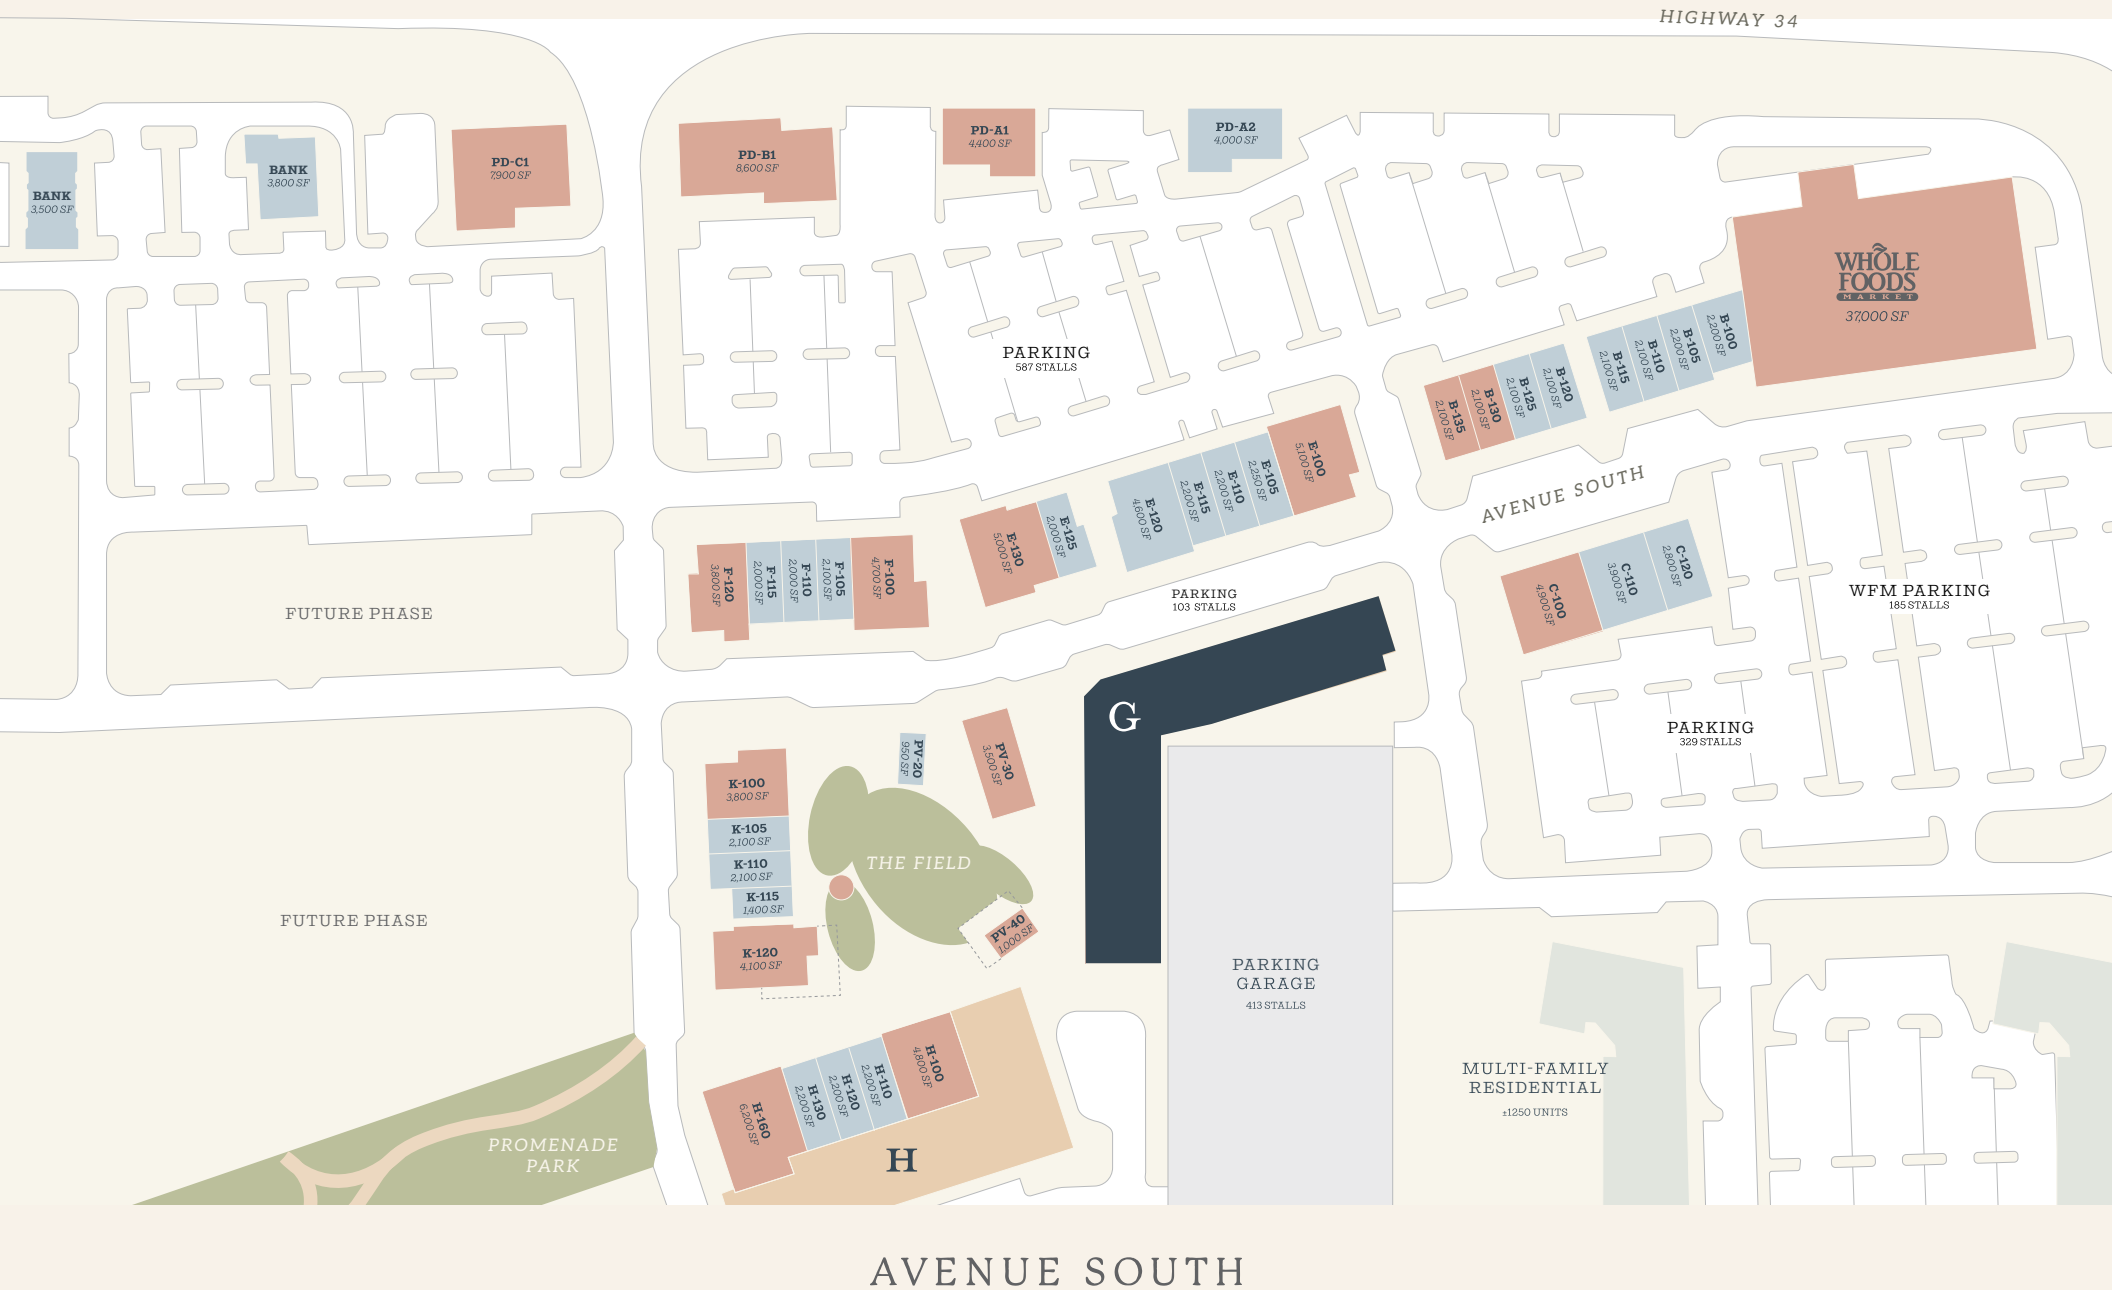 HIGHWAY 34
BANK
3,500 SF
BANK
3,800 SF
PD-C1
7,900 SF
PD-B1
8,600 SF
PD-A1
4,400 SF
PD-A2
4,000 SF
WHOLE
FOODS
MARKET
37,000 SF
PARKING
587 STALLS
B-135
2,100 SF
B-130
2,100 SF
B-125
2,100 SF
B-120
2,100 SF
B-115
2,100 SF
B-110
2,100 SF
B-105
2,200 SF
B-100
2,200 SF
AVENUE SOUTH
E-130
5,000 SF
E-125
2,000 SF
E-120
4,600 SF
E-115
2,200 SF
E-110
2,200 SF
E-105
2,250 SF
E-100
5,100 SF
F-120
3,800 SF
F-115
2,000 SF
F-110
2,000 SF
F-105
2,100 SF
F-100
4,700 SF
C-100
4,900 SF
C-110
3,900 SF
C-120
2,800 SF
WFM PARKING
185 STALLS
FUTURE PHASE
PARKING
103 STALLS
G
PARKING
329 STALLS
PV-20
950 SF
PV-30
3,500 SF
K-100
3,800 SF
K-105
2,100 SF
K-110
2,100 SF
K-115
1,400 SF
K-120
4,100 SF
THE FIELD
PV-40
1,000 SF
FUTURE PHASE
PARKING
GARAGE
413 STALLS
H-160
6,200 SF
H-130
2,200 SF
H-120
2,200 SF
H-110
2,200 SF
H-100
4,800 SF
H
MULTI-FAMILY
RESIDENTIAL
±1250 UNITS
PROMENADE
PARK
AVENUE SOUTH